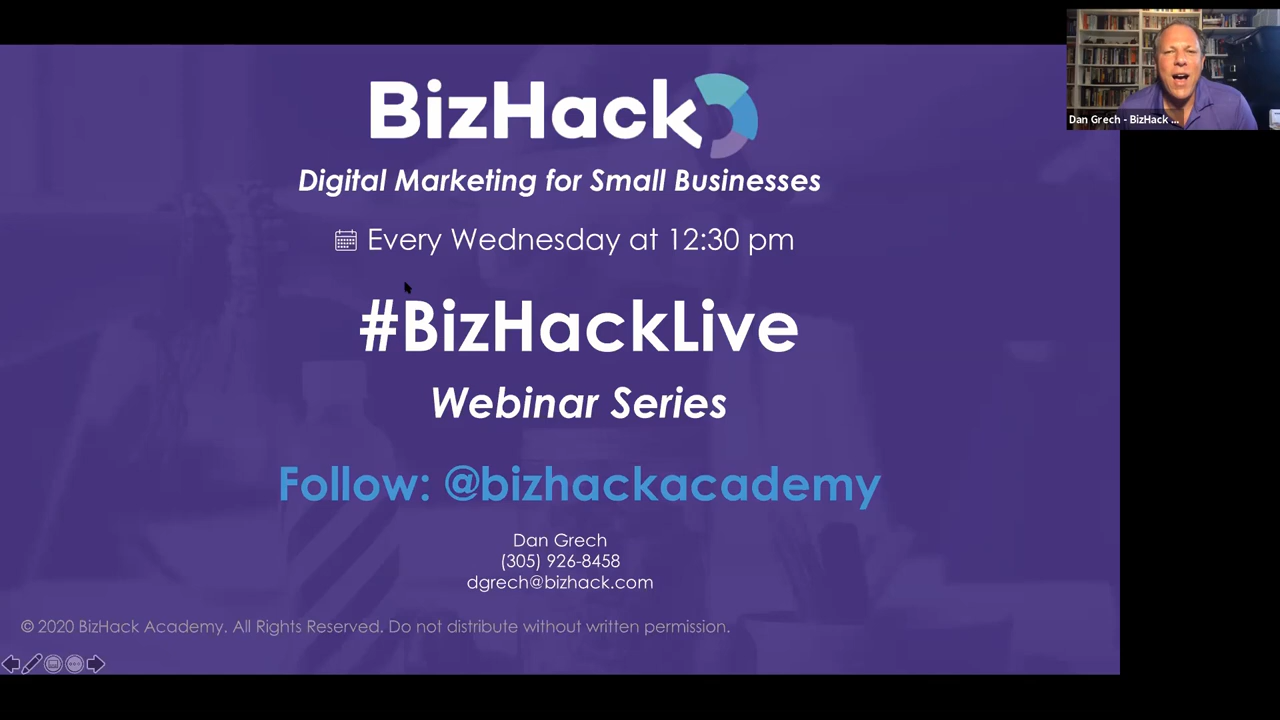 BizHack
Digital Marketing for Small Businesses
Every Wednesday at 12:30 pm
#BizHackLive
Webinar Series
Follow: @bizhackacademy
Dan Grech
(305) 926-8458
dgrech@bizhack.com
© 2020 BizHack Academy. All Rights Reserved. Do not distribute without written permission.
Dan Grech - BizHack ...